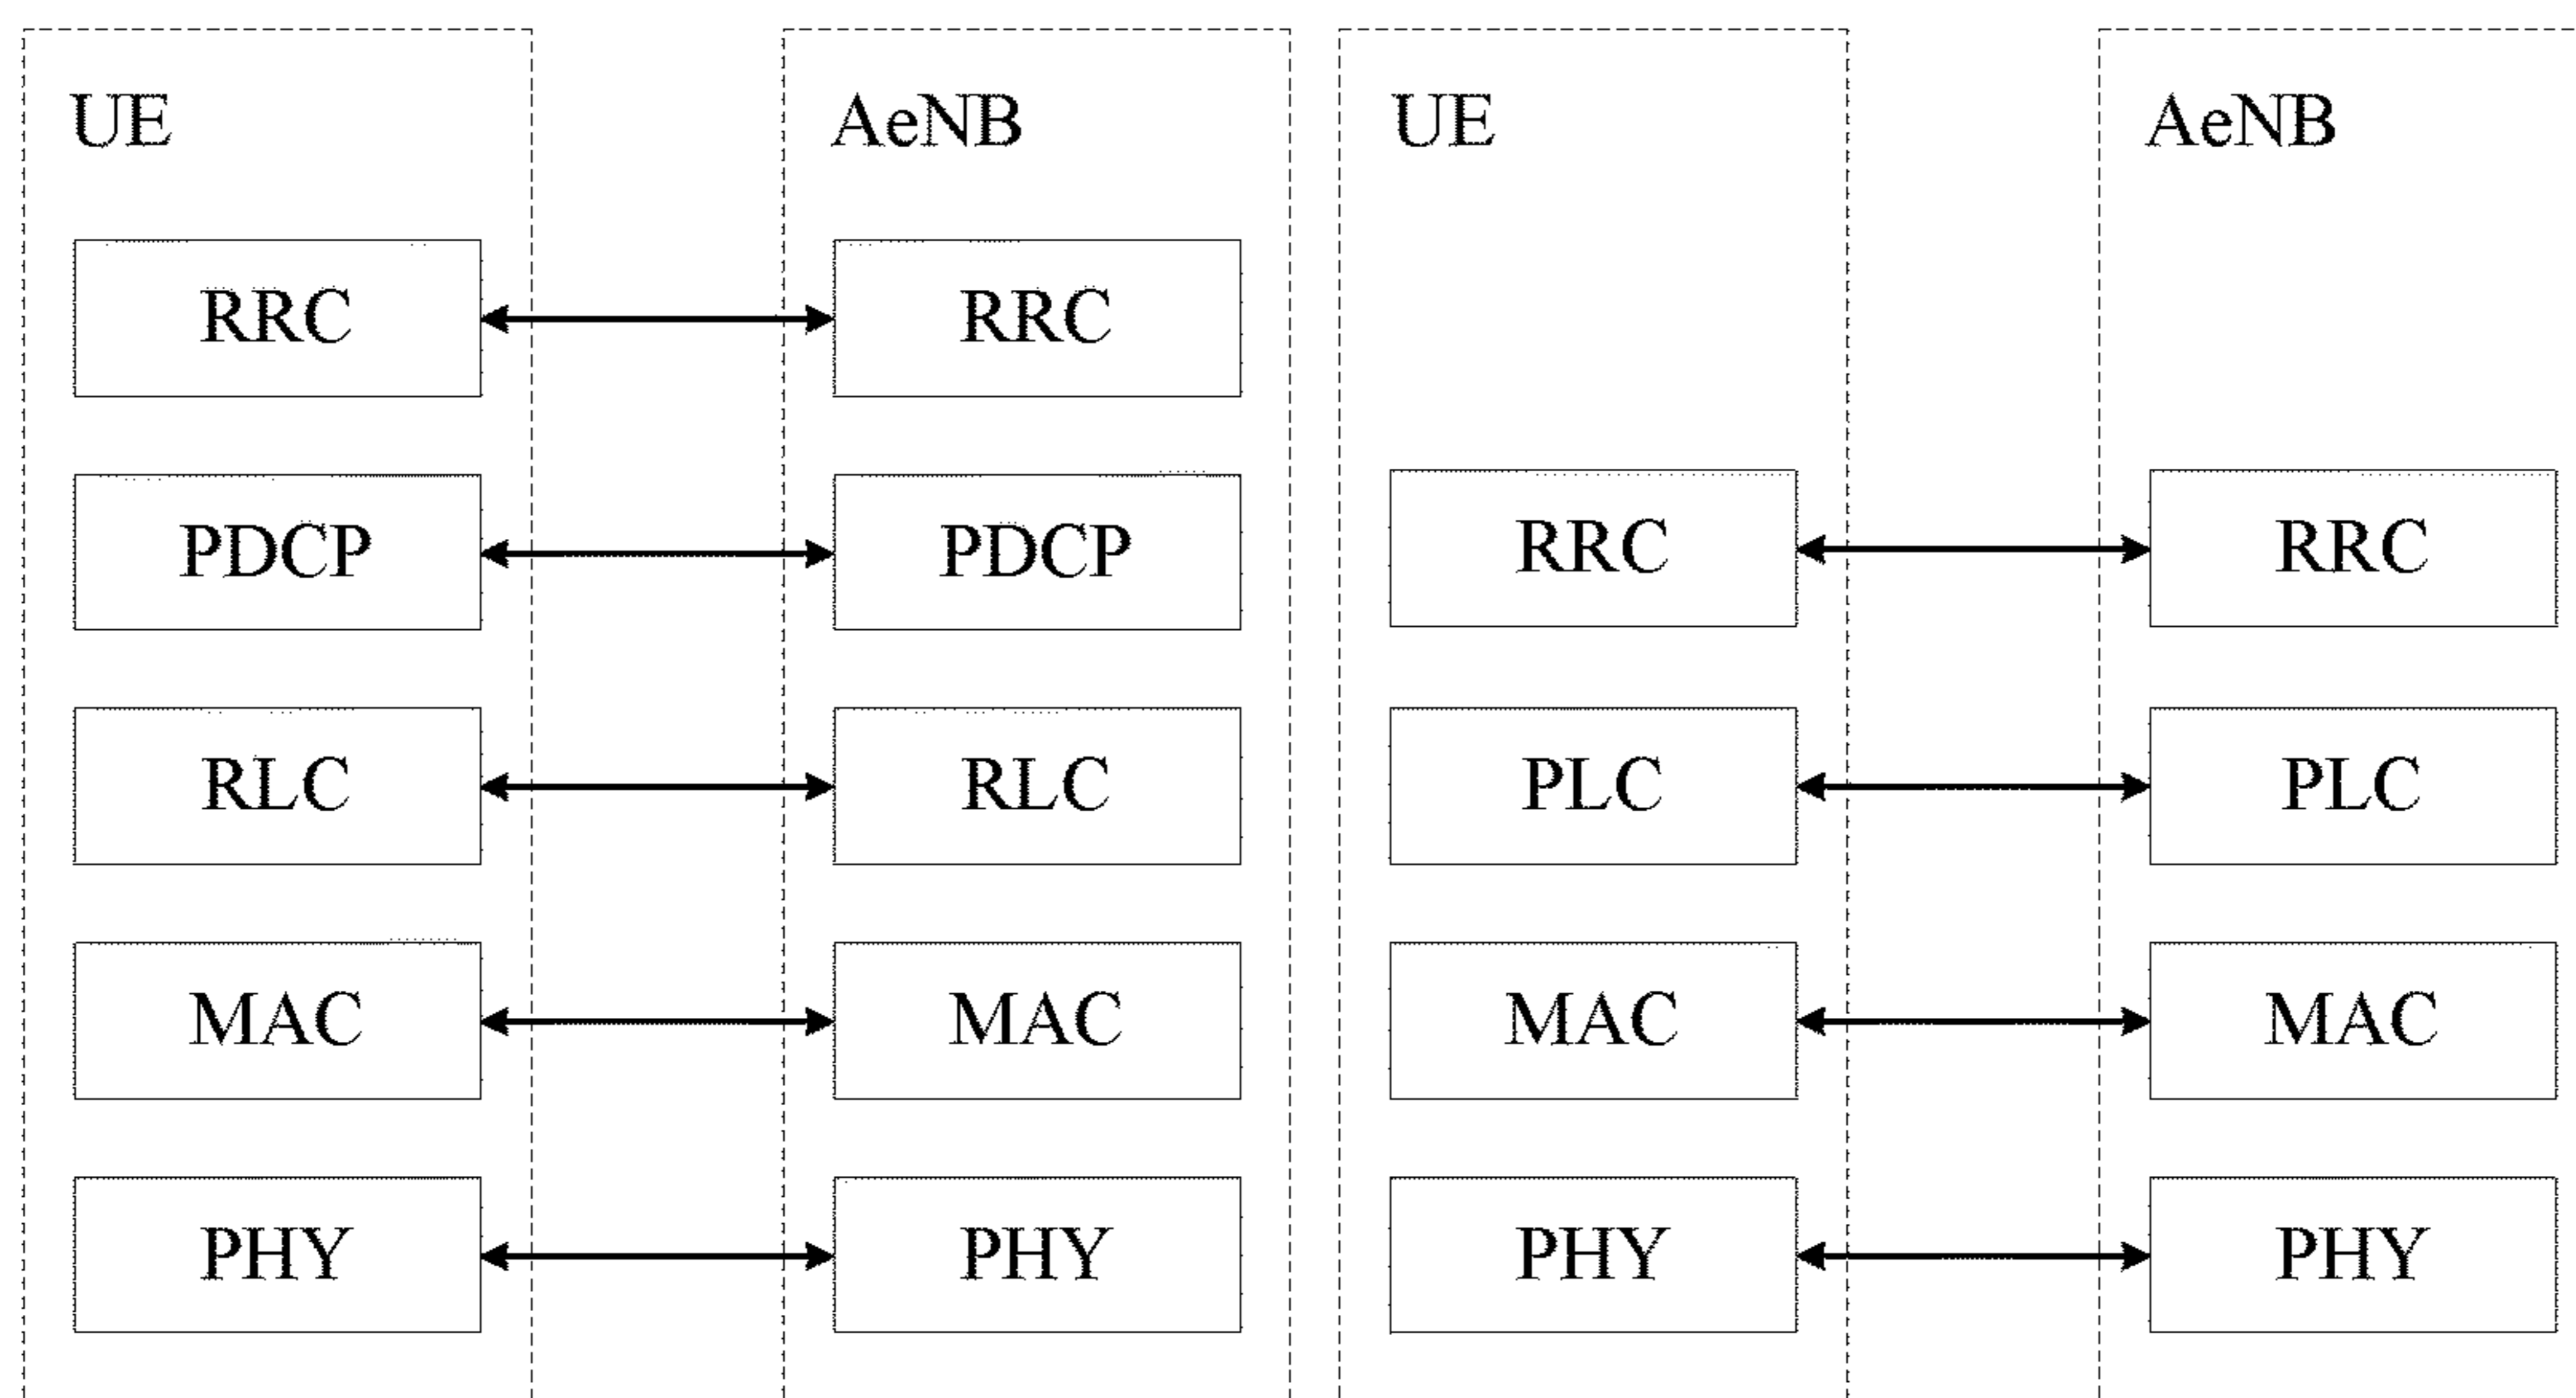 UE AeNB UE AeNB
RRC RRC
PDCP PDCP RRC RRC
RLC RLC PLC PLC
MAC MAC MAC MAC
PHY PHY PHY PHY